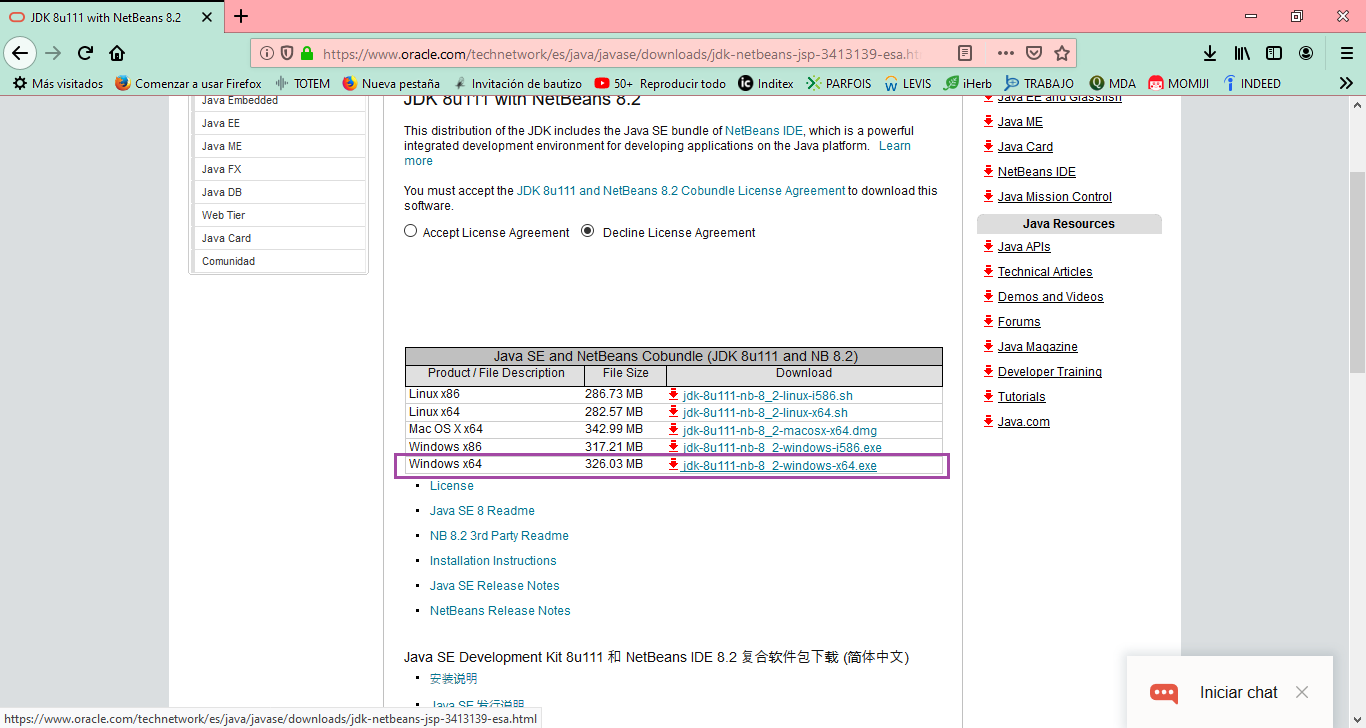 JDK 8u111 with NetBeans 8.2
https://www.oracle.com/technetwork/es/java/javase/downloads/jdk-netbeans-jsp-3413139-esa.ht
Más visitados
Comenzar a usar Firefox
TOTEM
Nueva pestaña
Invitación de bautizo
50+ Reproducir todo
Inditex
PARFOIS
LEVIS
iHerb
TRABAJO
MDA
MOMIJI
INDEED
Java Embedded
Java EE
Java ME
Java FX
Java DB
Web Tier
Java Card
Comunidad
JDK 8u111 with NetBeans 8.2
This distribution of the JDK includes the Java SE bundle of NetBeans IDE, which is a powerful
integrated development environment for developing applications on the Java platform. Learn
more
You must accept the JDK 8u111 and NetBeans 8.2 Cobundle License Agreement to download this
software.
Accept License Agreement Decline License Agreement
Java SE and NetBeans Cobundle (JDK 8u111 and NB 8.2)
Product / File Description File Size Download
Linux x86 286.73 MB jdk-8u111-nb-8_2-linux-i586.sh
Linux x64 282.57 MB jdk-8u111-nb-8_2-linux-x64.sh
Mac OS X x64 342.99 MB jdk-8u111-nb-8_2-macosx-x64.dmg
Windows x86 317.21 MB jdk-8u111-nb-8_2-windows-i586.exe
Windows x64 326.03 MB jdk-8u111-nb-8_2-windows-x64.exe
License
Java SE 8 Readme
NB 8.2 3rd Party Readme
Installation Instructions
Java SE Release Notes
NetBeans Release Notes
Java SE Development Kit 8u111 和 NetBeans IDE 8.2 复合软件包下载 (简体中文)
安装说明
Java SE 发行说明
Java EE and Glassfish
Java ME
Java Card
NetBeans IDE
Java Mission Control
Java Resources
Java APIs
Technical Articles
Demos and Videos
Forums
Java Magazine
Developer Training
Tutorials
Java.com
Iniciar chat
https://www.oracle.com/technetwork/es/java/javase/downloads/jdk-netbeans-jsp-3413139-esa.html